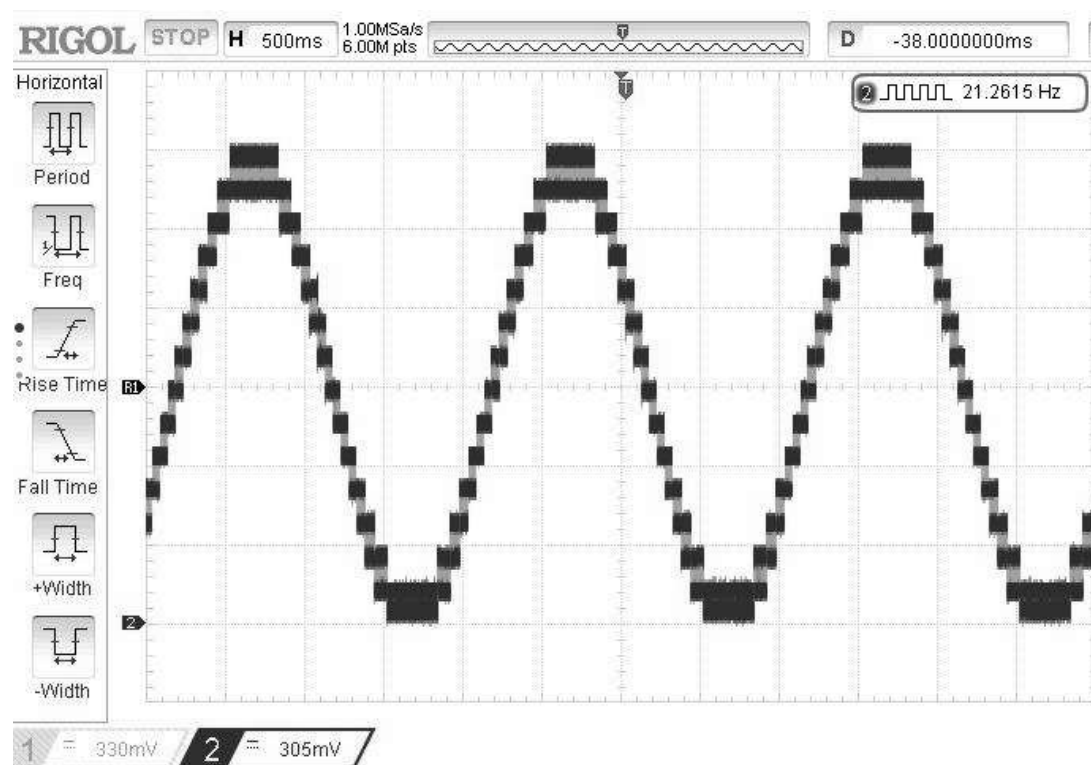 RIGOL STOP H 500ms 1.00MSa/s 6.00M pts D -38.0000000ms
T
Horizontal
T
2 21.2615 Hz
Period
Freq
Rise Time
R1
Fall Time
+Width
2
-Width
1 330mV 2 305mV